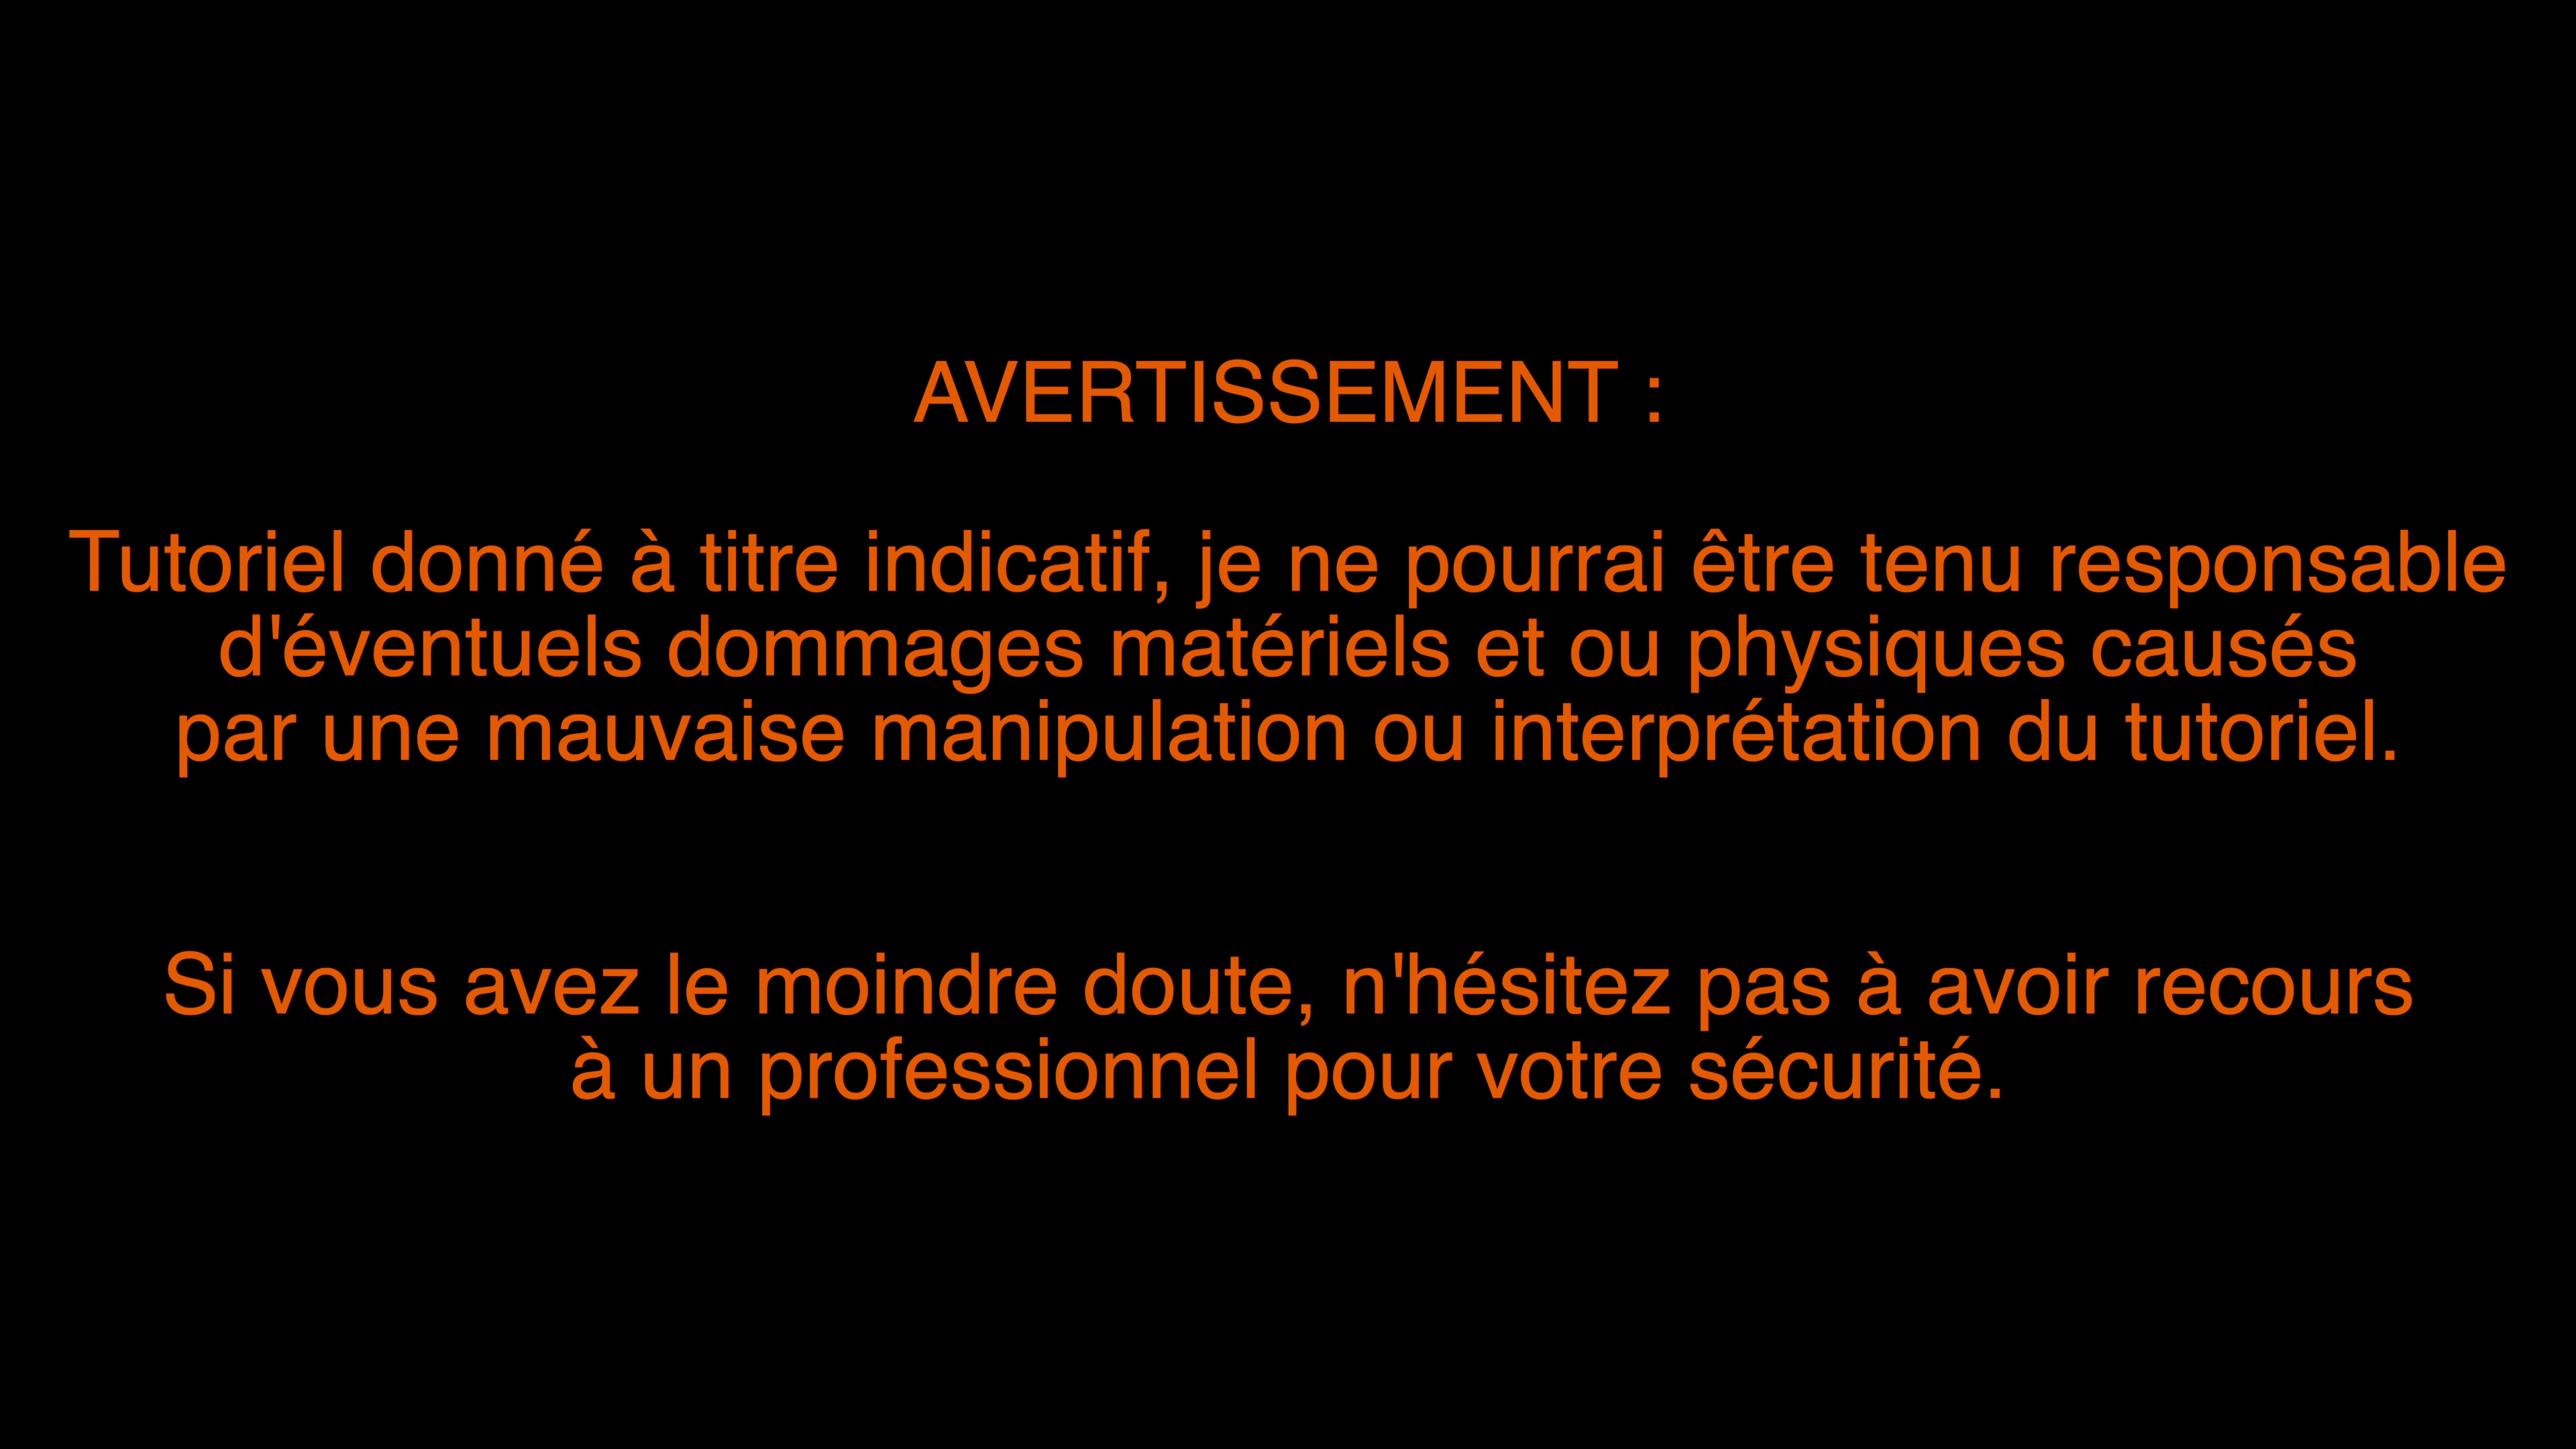 AVERTISSEMENT :
Tutoriel donné à titre indicatif, je ne pourrai être tenu responsable
d'éventuels dommages matériels et ou physiques causés
par une mauvaise manipulation ou interprétation du tutoriel.
Si vous avez le moindre doute, n'hésitez pas à avoir recours
à un professionnel pour votre sécurité.